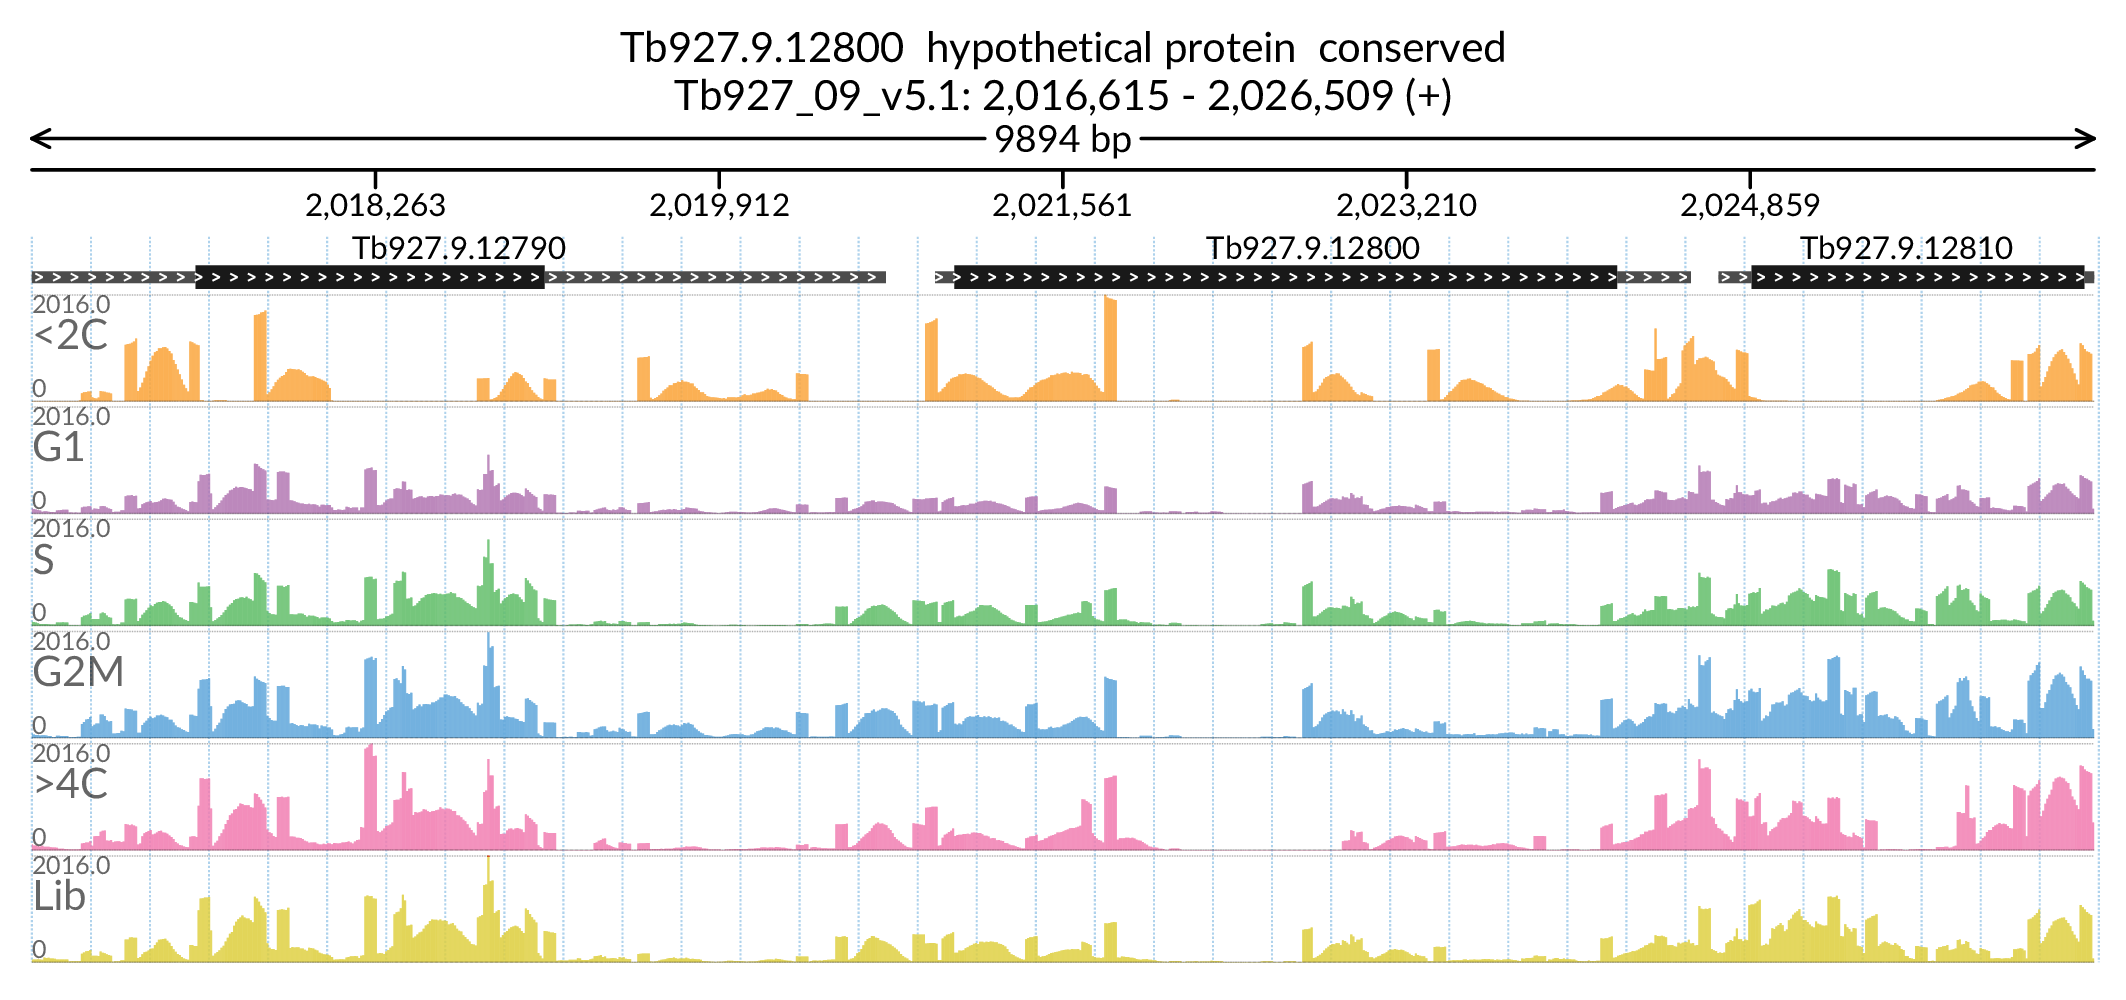 Tb927.9.12800 hypothetical protein conserved
Tb927_09_v5.1: 2,016,615 - 2,026,509 (+)
9894 bp
2,018,263 2,019,912 2,021,561 2,023,210 2,024,859
Tb927.9.12790 Tb927.9.12800 Tb927.9.12810
2016.0
<2C
0
2016.0
G1
0
2016.0
S
0
2016.0
G2M
0
2016.0
>4C
0
2016.0
Lib
0